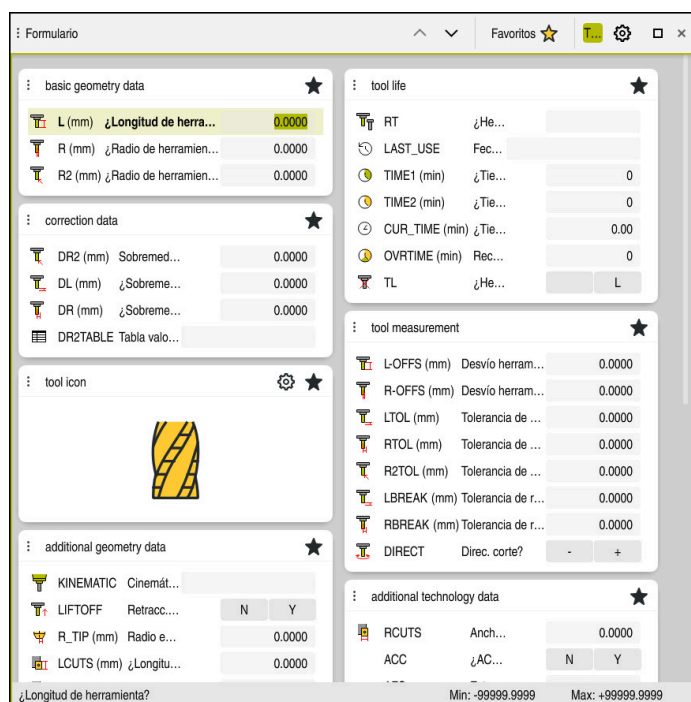 Formulario
Favoritos
T...
basic geometry data
L (mm) ¿Longitud de herra... 0.0000
R (mm) ¿Radio de herramien... 0.0000
R2 (mm) ¿Radio de herramien... 0.0000
correction data
DR2 (mm) Sobremed... 0.0000
DL (mm) ¿Sobreme... 0.0000
DR (mm) ¿Sobreme... 0.0000
DR2TABLE Tabla valo...
tool icon
additional geometry data
KINEMATIC Cinemát...
LIFTOFF Retracc.... N Y
R_TIP (mm) Radio e... 0.0000
LCUTS (mm) ¿Longitu... 0.0000
tool life
RT ¿He...
LAST_USE Fec...
TIME1 (min) ¿Tie... 0
TIME2 (min) ¿Tie... 0
CUR_TIME (min) ¿Tie... 0.00
OVRTIME (min) Rec... 0
TL ¿He... L
tool measurement
L-OFFS (mm) Desvío herram... 0.0000
R-OFFS (mm) Desvío herram... 0.0000
LTOL (mm) Tolerancia de ... 0.0000
RTOL (mm) Tolerancia de ... 0.0000
R2TOL (mm) Tolerancia de ... 0.0000
LBREAK (mm) Tolerancia de r... 0.0000
RBREAK (mm) Tolerancia de r... 0.0000
DIRECT Direc. corte? - +
additional technology data
RCUTS Anch... 0.0000
ACC ¿AC... N Y
¿Longitud de herramienta? Min: -99999.9999 Max: +99999.9999